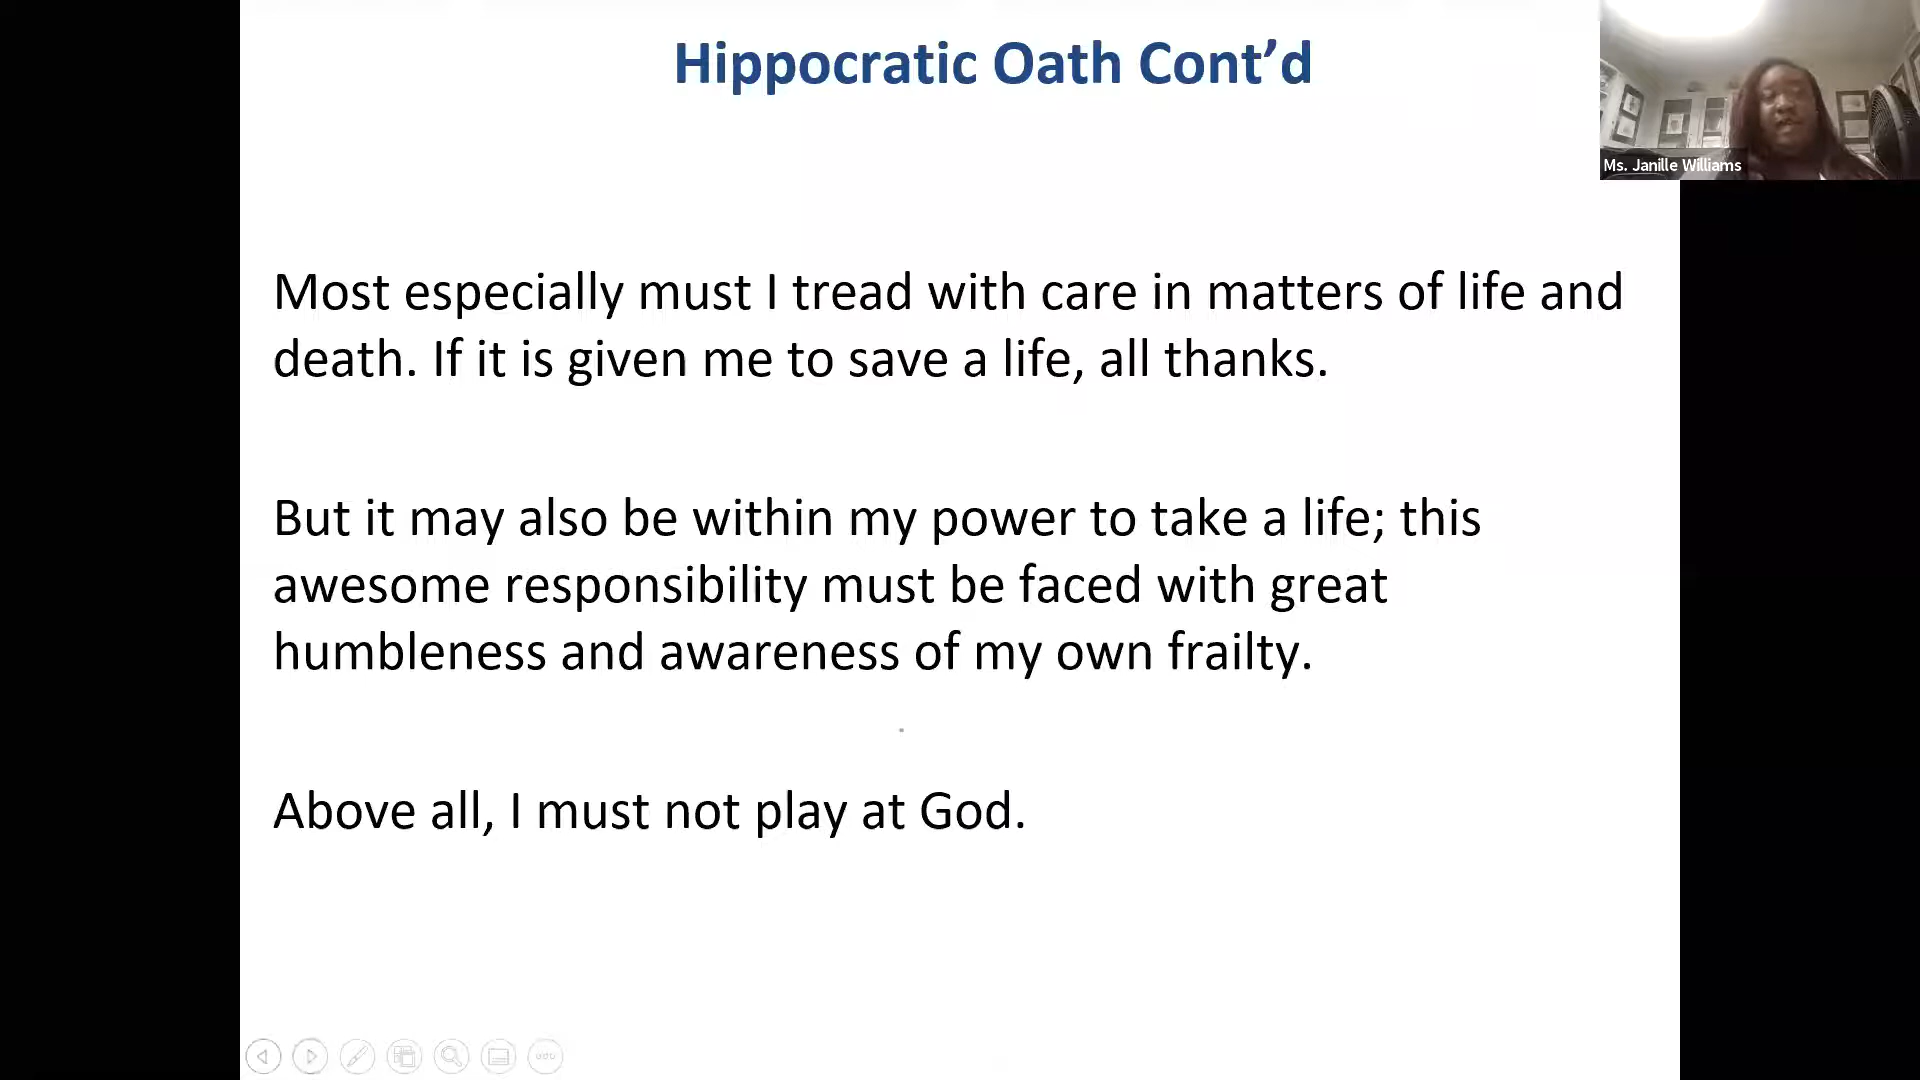 Hippocratic Oath Cont’d
Ms. Janille Williams
Most especially must I tread with care in matters of life and
death. If it is given me to save a life, all thanks.
But it may also be within my power to take a life; this
awesome responsibility must be faced with great
humbleness and awareness of my own frailty.
Above all, I must not play at God.